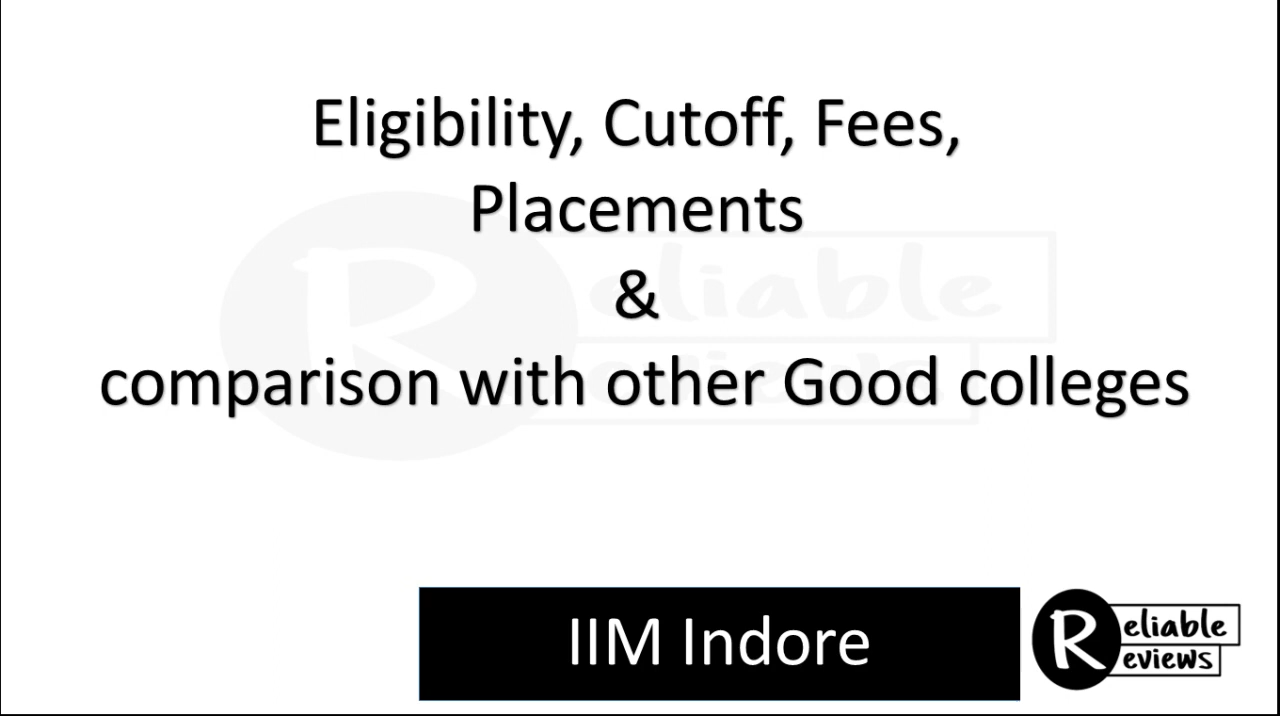 Eligibility, Cutoff, Fees,
Placements
&
comparison with other Good colleges
IIM Indore
Reliable
Reviews